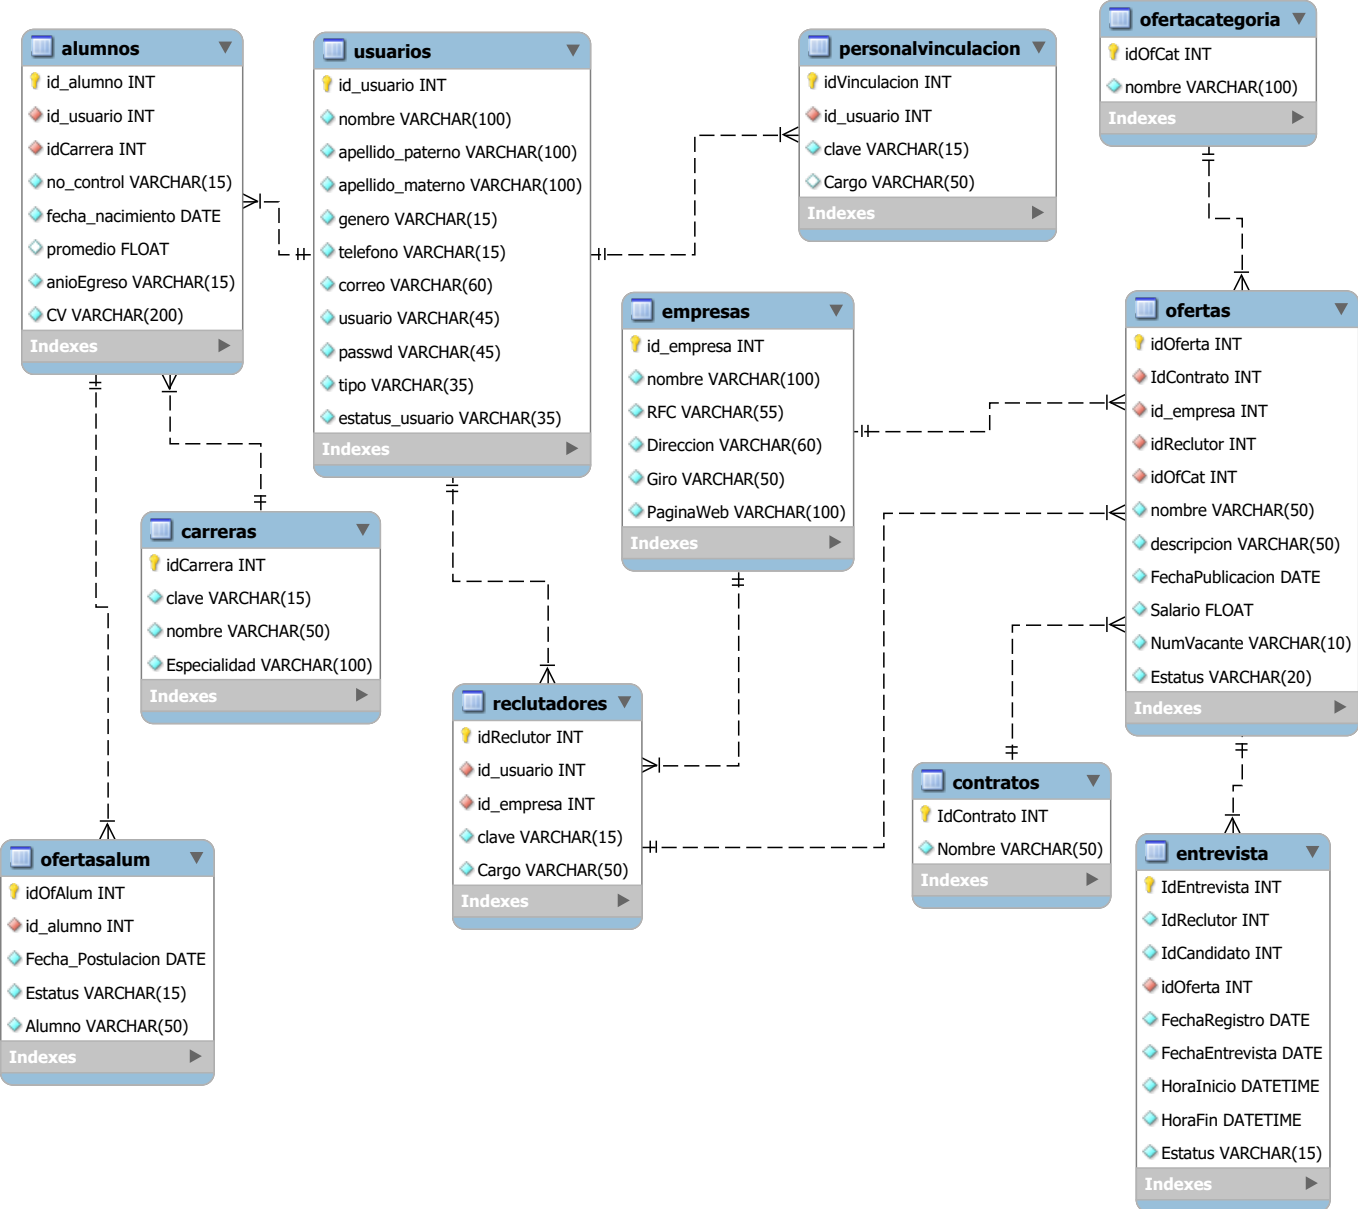 alumnos
id_alumno INT
id_usuario INT
idCarrera INT
no_control VARCHAR(15)
fecha_nacimiento DATE
promedio FLOAT
anioEgreso VARCHAR(15)
CV VARCHAR(200)
Indexes
usuarios
id_usuario INT
nombre VARCHAR(100)
apellido_paterno VARCHAR(100)
apellido_materno VARCHAR(100)
genero VARCHAR(15)
telefono VARCHAR(15)
correo VARCHAR(60)
usuario VARCHAR(45)
passwd VARCHAR(45)
tipo VARCHAR(35)
estatus_usuario VARCHAR(35)
Indexes
personalvinculacion
idVinculacion INT
id_usuario INT
clave VARCHAR(15)
Cargo VARCHAR(50)
Indexes
ofertacategoria
idOfCat INT
nombre VARCHAR(100)
Indexes
empresas
id_empresa INT
nombre VARCHAR(100)
RFC VARCHAR(55)
Direccion VARCHAR(60)
Giro VARCHAR(50)
PaginaWeb VARCHAR(100)
Indexes
ofertas
idOferta INT
IdContrato INT
id_empresa INT
idReclutor INT
idOfCat INT
nombre VARCHAR(50)
descripcion VARCHAR(50)
FechaPublicacion DATE
Salario FLOAT
NumVacante VARCHAR(10)
Estatus VARCHAR(20)
Indexes
carreras
idCarrera INT
clave VARCHAR(15)
nombre VARCHAR(50)
Especialidad VARCHAR(100)
Indexes
reclutadores
idReclutor INT
id_usuario INT
id_empresa INT
clave VARCHAR(15)
Cargo VARCHAR(50)
Indexes
contratos
IdContrato INT
Nombre VARCHAR(50)
Indexes
ofertasalum
idOfAlum INT
id_alumno INT
Fecha_Postulacion DATE
Estatus VARCHAR(15)
Alumno VARCHAR(50)
Indexes
entrevista
IdEntrevista INT
IdReclutor INT
IdCandidato INT
idOferta INT
FechaRegistro DATE
FechaEntrevista DATE
HoraInicio DATETIME
HoraFin DATETIME
Estatus VARCHAR(15)
Indexes